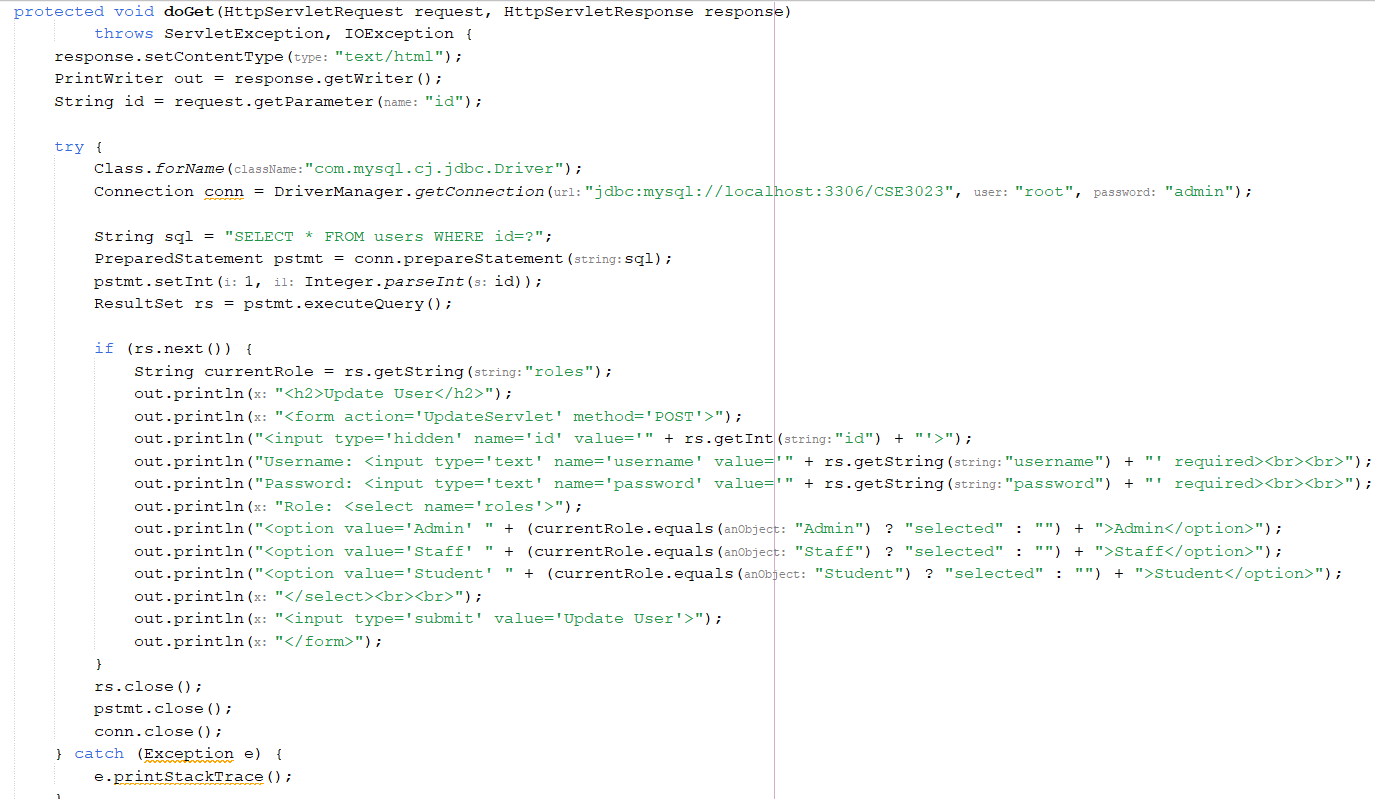 protected void doGet(HttpServletRequest request, HttpServletResponse response)
throws ServletException, IOException {
response.setContentType(type: "text/html");
PrintWriter out = response.getWriter();
String id = request.getParameter(name: "id");
try {
Class.forName(className:"com.mysql.cj.jdbc.Driver");
Connection conn = DriverManager.getConnection(url:"jdbc:mysql://localhost:3306/CSE3023", user: "root", password: "admin");
String sql = "SELECT * FROM users WHERE id=?";
PreparedStatement pstmt = conn.prepareStatement(string:sql);
pstmt.setInt(i: 1, i1: Integer.parseInt(s: id));
ResultSet rs = pstmt.executeQuery();
if (rs.next()) {
String currentRole = rs.getString(string:"roles");
out.println(x: "<h2>Update User</h2>");
out.println(x: "<form action='UpdateServlet' method='POST'>");
out.println("<input type='hidden' name='id' value='" + rs.getInt(string:"id") + "'>");
out.println("Username: <input type='text' name='username' value='" + rs.getString(string:"username") + "' required><br><br>");
out.println("Password: <input type='text' name='password' value='" + rs.getString(string:"password") + "' required><br><br>");
out.println(x: "Role: <select name='roles'>");
out.println("<option value='Admin' " + (currentRole.equals(anObject: "Admin") ? "selected" : "") + ">Admin</option>");
out.println("<option value='Staff' " + (currentRole.equals(anObject: "Staff") ? "selected" : "") + ">Staff</option>");
out.println("<option value='Student' " + (currentRole.equals(anObject: "Student") ? "selected" : "") + ">Student</option>");
out.println(x: "</select><br><br>");
out.println(x: "<input type='submit' value='Update User'>");
out.println(x: "</form>");
}
rs.close();
pstmt.close();
conn.close();
} catch (Exception e) {
e.printStackTrace();
}